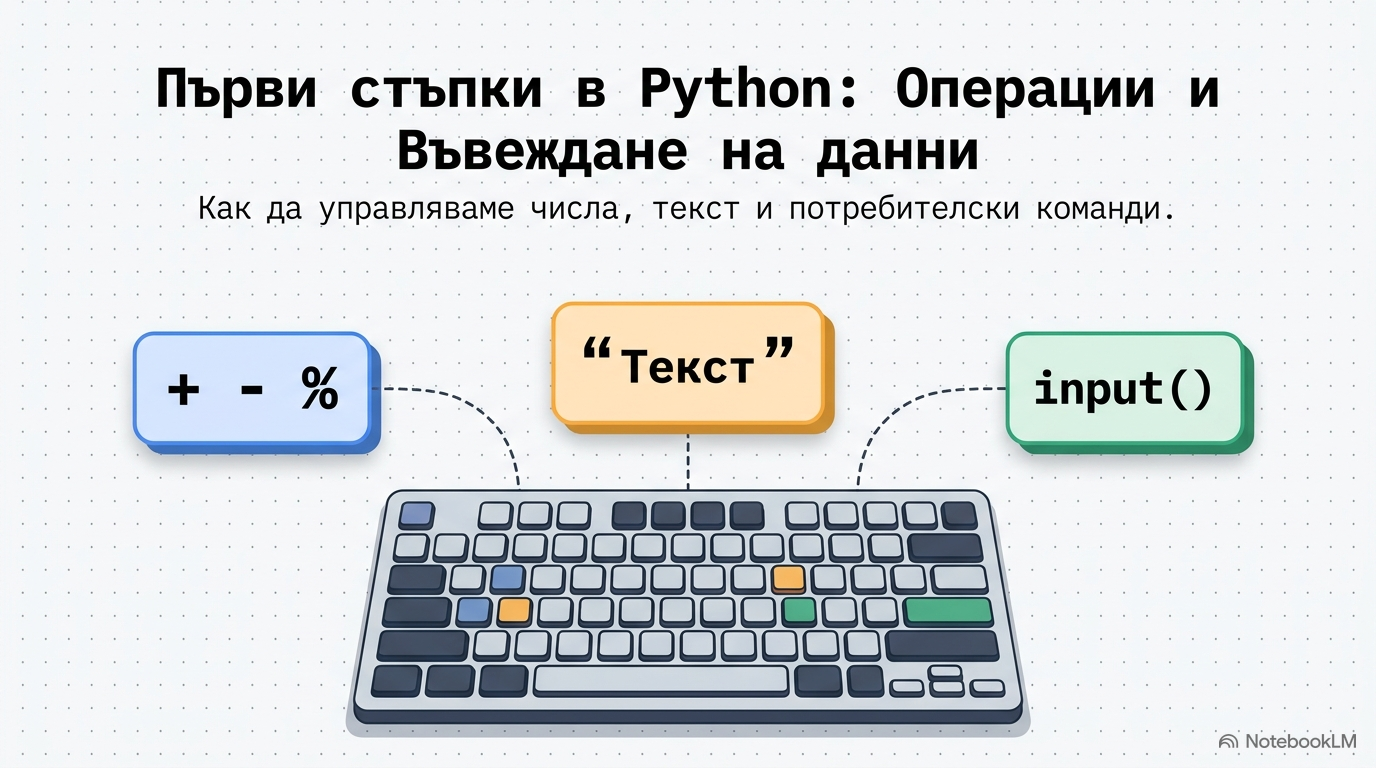 Първи стъпки в Python: Операции и
Въвеждане на данни
Как да управляваме числа, текст и потребителски команди.
+ - %
“Текст”
input()
NotebookLM